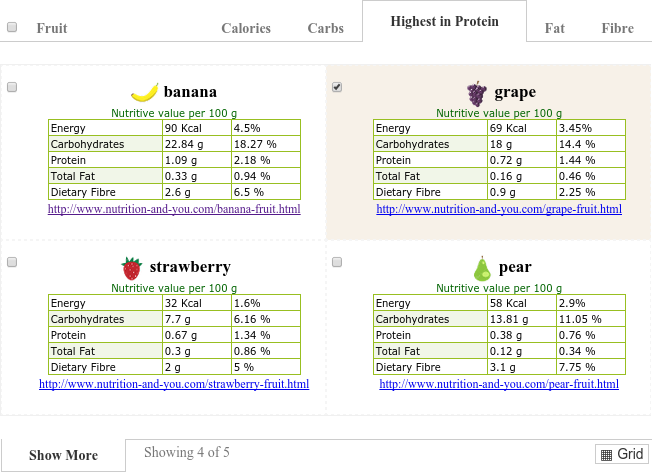 Fruit Calories Carbs Highest in Protein Fat Fibre
banana
Nutritive value per 100 g
Energy 90 Kcal 4.5%
Carbohydrates 22.84 g 18.27 %
Protein 1.09 g 2.18 %
Total Fat 0.33 g 0.94 %
Dietary Fibre 2.6 g 6.5 %
http://www.nutrition-and-you.com/banana-fruit.html
grape
Nutritive value per 100 g
Energy 69 Kcal 3.45%
Carbohydrates 18 g 14.4 %
Protein 0.72 g 1.44 %
Total Fat 0.16 g 0.46 %
Dietary Fibre 0.9 g 2.25 %
http://www.nutrition-and-you.com/grape-fruit.html
strawberry
Nutritive value per 100 g
Energy 32 Kcal 1.6%
Carbohydrates 7.7 g 6.16 %
Protein 0.67 g 1.34 %
Total Fat 0.3 g 0.86 %
Dietary Fibre 2 g 5 %
http://www.nutrition-and-you.com/strawberry-fruit.html
pear
Nutritive value per 100 g
Energy 58 Kcal 2.9%
Carbohydrates 13.81 g 11.05 %
Protein 0.38 g 0.76 %
Total Fat 0.12 g 0.34 %
Dietary Fibre 3.1 g 7.75 %
http://www.nutrition-and-you.com/pear-fruit.html
Show More Showing 4 of 5 Grid